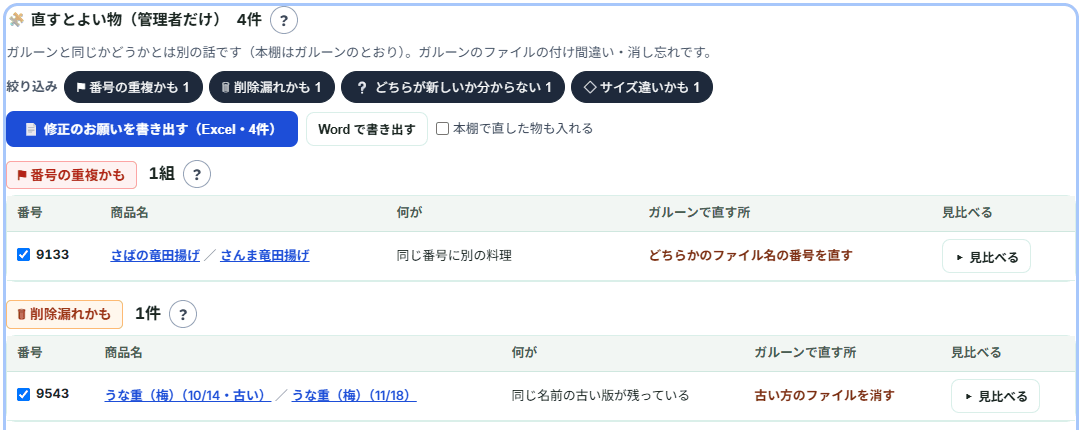 直すとよい物（管理者だけ） 4件 ?
ガルーンと同じかどうかとは別の話です（本棚はガルーンのとおり）。ガルーンのファイルの付け間違い・消し忘れです。
絞り込み 番号の重複かも 1 削除漏れかも 1 ? どちらが新しいか分からない 1 ◇ サイズ違いかも 1
修正のお願いを書き出す（Excel・4件） Word で書き出す 本棚で直した物も入れる
番号の重複かも 1組 ?
番号 商品名 何が ガルーンで直す所 見比べる
9133 さばの竜田揚げ ／ さんま竜田揚げ 同じ番号に別の料理 どちらかのファイル名の番号を直す ▸ 見比べる
削除漏れかも 1件 ?
番号 商品名 何が ガルーンで直す所 見比べる
9543 うな重（梅）（10/14・古い） ／ うな重（梅）（11/18） 同じ名前の古い版が残っている 古い方のファイルを消す ▸ 見比べる